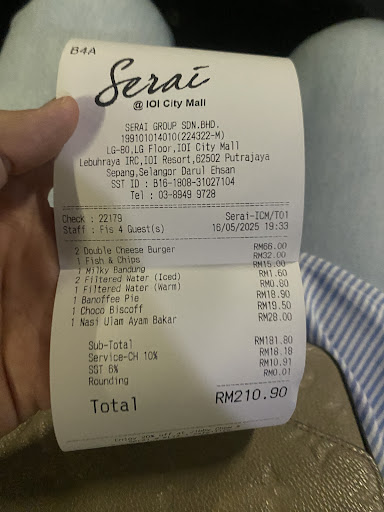 B4A
Serai
@ IOI City Mall
SERAI GROUP SDN.BHD.
199101014010(224322-M)
LG-80,LG Floor,IOI City Mall
Lebuhraya IRC,IOI Resort,62502 Putrajaya
Sepang,Selangor Darul Ehsan
SST ID : B16-1808-31027104
Tel : 03-8949 9728
Check : 22179 Serai-ICM/T01
Staff : Fis 4 Guest(s) 16/05/2025 19:33
2 Double Cheese Burger RM66.00
1 Fish & Chips RM32.00
1 Milky Bandung RM15.00
2 Filtered Water (Iced) RM1.60
1 Filtered Water (Warm) RM0.80
1 Banoffee Pie RM18.90
1 Choco Biscoff RM19.50
1 Nasi Ulam Ayam Bakar RM28.00
Sub-Total RM181.80
Service-CH 10% RM18.18
SST 6% RM10.91
Rounding RM0.01
Total RM210.90